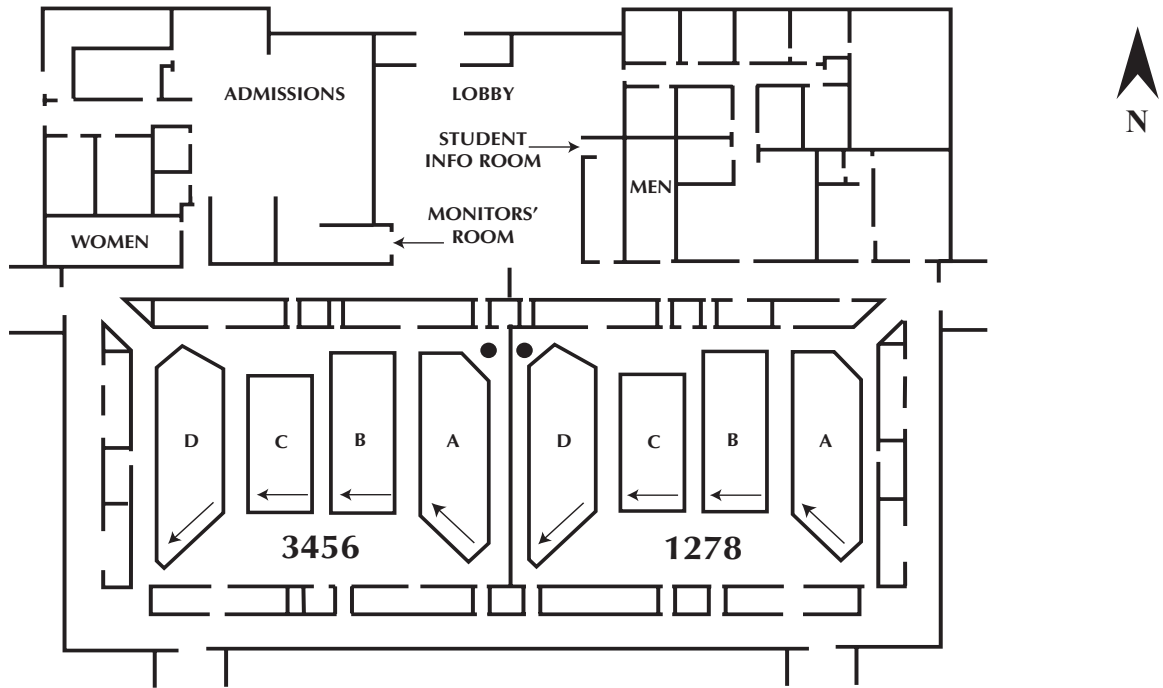 ADMISSIONS
LOBBY
N
STUDENT
INFO ROOM
MEN
MONITORS'
ROOM
WOMEN
D
C
B
A
D
C
B
A
3456
1278